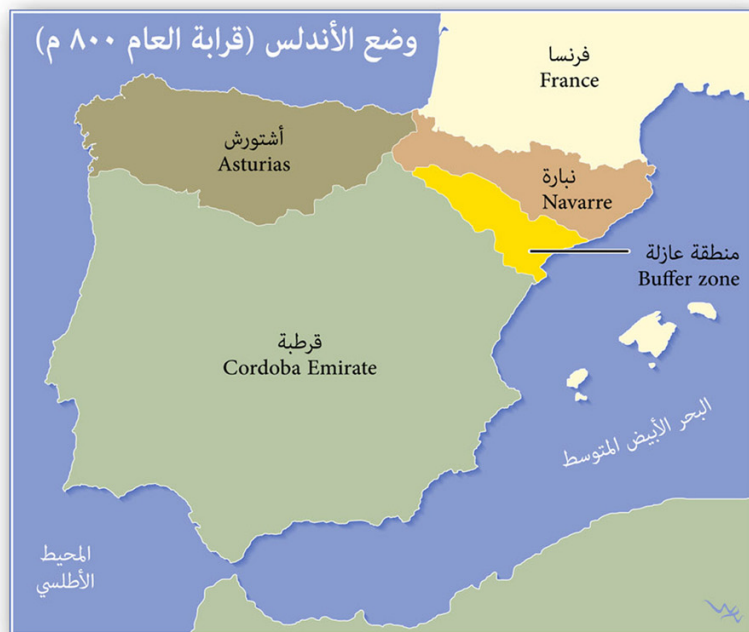 وضع الأندلس (قرابة العام ٨٠٠ م)
فرنسا
France
أشتورش
Asturias
نبارة
Navarre
منطقة عازلة
Buffer zone
قرطبة
Cordoba Emirate
البحر الأبيض المتوسط
المحيط
الأطلسي